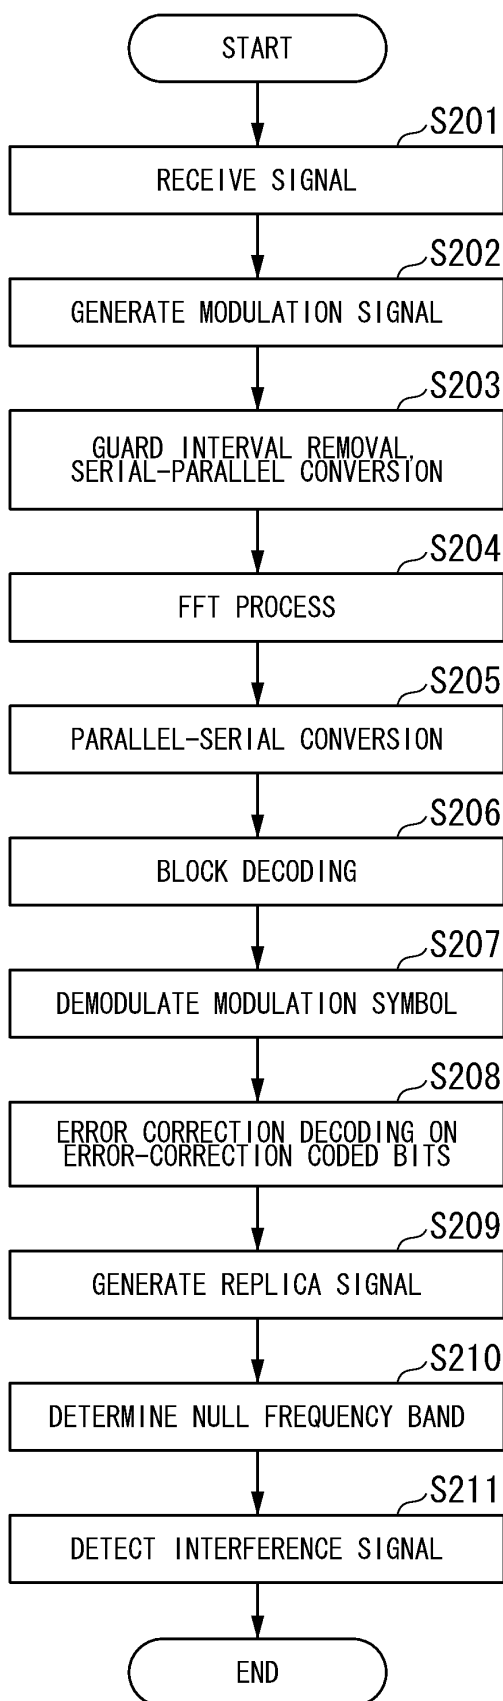 START
S201
RECEIVE SIGNAL
S202
GENERATE MODULATION SIGNAL
S203
GUARD INTERVAL REMOVAL,
SERIAL-PARALLEL CONVERSION
S204
FFT PROCESS
S205
PARALLEL-SERIAL CONVERSION
S206
BLOCK DECODING
S207
DEMODULATE MODULATION SYMBOL
S208
ERROR CORRECTION DECODING ON
ERROR-CORRECTION CODED BITS
S209
GENERATE REPLICA SIGNAL
S210
DETERMINE NULL FREQUENCY BAND
S211
DETECT INTERFERENCE SIGNAL
END